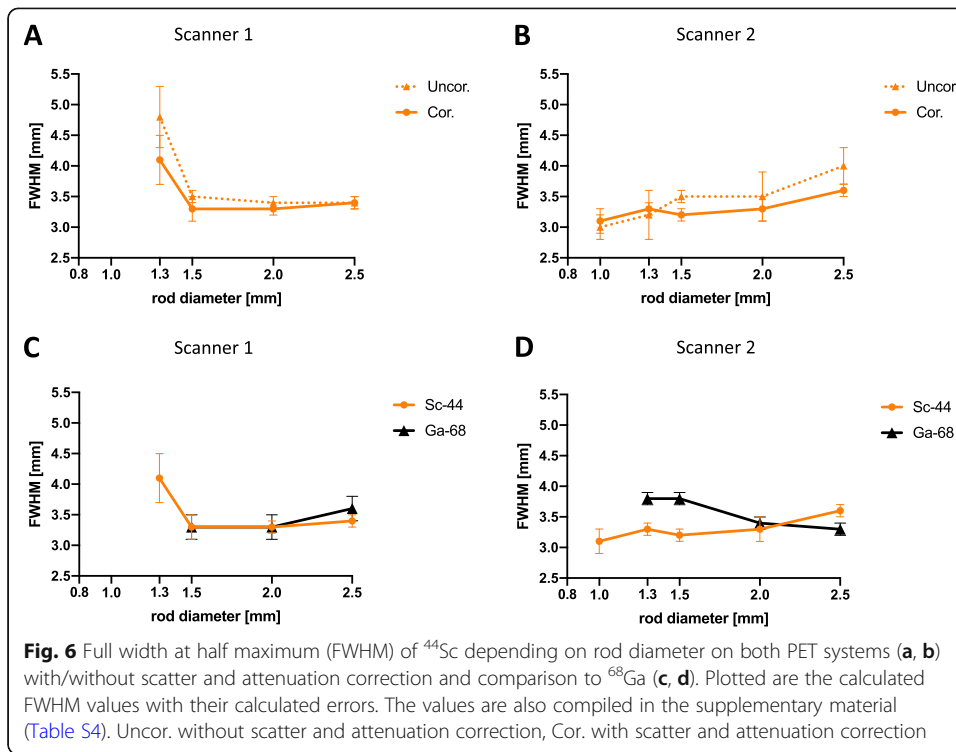 A
Scanner 1
FWHM [mm]
5.5
5.0
4.5
4.0
3.5
3.0
2.5
0.8 1.0 1.3 1.5 2.0 2.5
rod diameter [mm]
Uncor.
Cor.
B
Scanner 2
FWHM [mm]
5.5
5.0
4.5
4.0
3.5
3.0
2.5
0.8 1.0 1.3 1.5 2.0 2.5
rod diameter [mm]
Uncor
Cor.
C
Scanner 1
FWHM [mm]
5.5
5.0
4.5
4.0
3.5
3.0
2.5
0.8 1.0 1.3 1.5 2.0 2.5
rod diameter [mm]
Sc-44
Ga-68
D
Scanner 2
FWHM [mm]
5.5
5.0
4.5
4.0
3.5
3.0
2.5
0.8 1.0 1.3 1.5 2.0 2.5
rod diameter [mm]
Sc-44
Ga-68
Fig. 6 Full width at half maximum (FWHM) of ⁴⁴Sc depending on rod diameter on both PET systems (a, b)
with/without scatter and attenuation correction and comparison to ⁶⁸Ga (c, d). Plotted are the calculated
FWHM values with their calculated errors. The values are also compiled in the supplementary material
(Table S4). Uncor. without scatter and attenuation correction, Cor. with scatter and attenuation correction